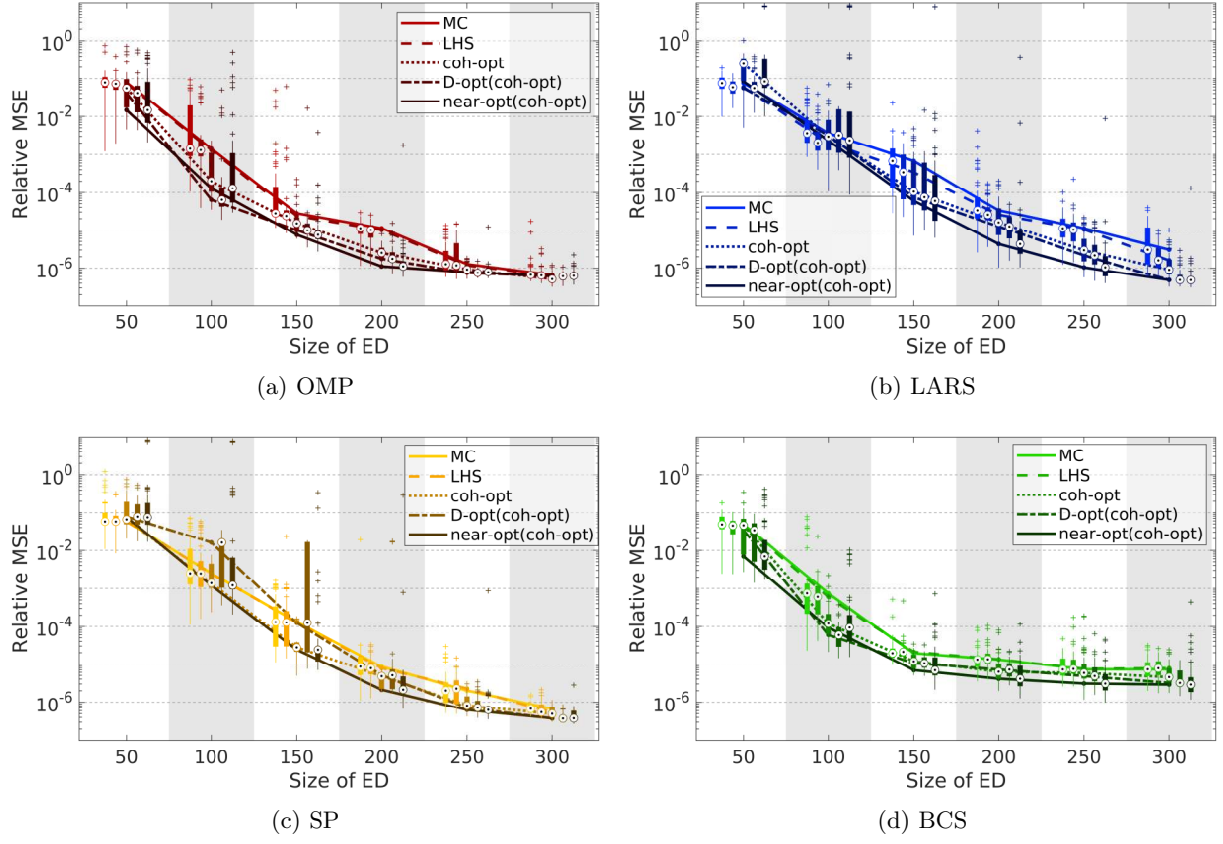 MC
LHS
coh-opt
D-opt(coh-opt)
near-opt(coh-opt)
Relative MSE
10^0
10^-2
10^-4
10^-6
50 100 150 200 250 300
Size of ED
(a) OMP
MC
LHS
coh-opt
D-opt(coh-opt)
near-opt(coh-opt)
Relative MSE
10^0
10^-2
10^-4
10^-6
50 100 150 200 250 300
Size of ED
(b) LARS
MC
LHS
coh-opt
D-opt(coh-opt)
near-opt(coh-opt)
Relative MSE
10^0
10^-2
10^-4
10^-6
50 100 150 200 250 300
Size of ED
(c) SP
MC
LHS
coh-opt
D-opt(coh-opt)
near-opt(coh-opt)
Relative MSE
10^0
10^-2
10^-4
10^-6
50 100 150 200 250 300
Size of ED
(d) BCS